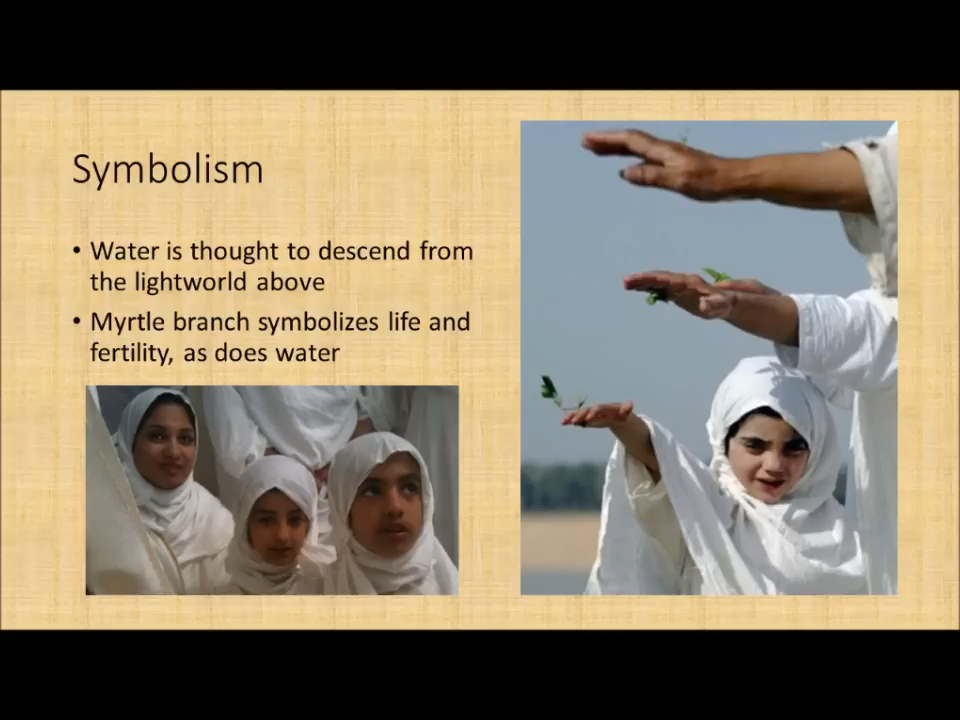 Symbolism
• Water is thought to descend from
the lightworld above
• Myrtle branch symbolizes life and
fertility, as does water